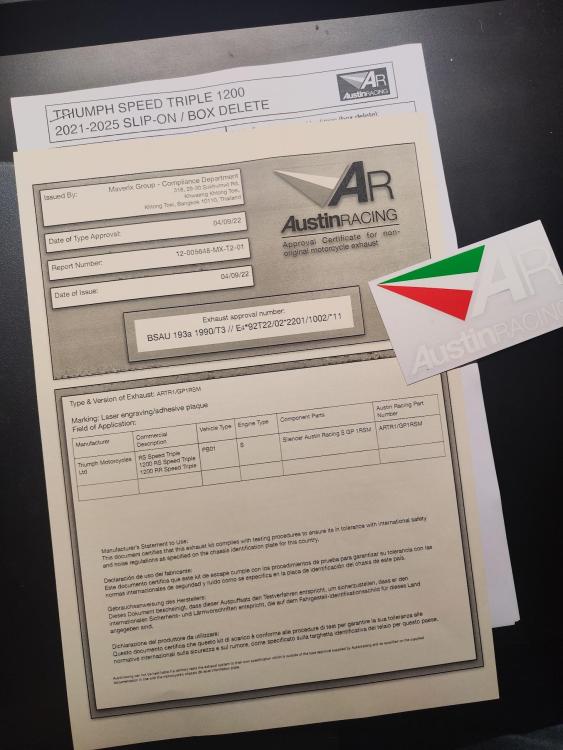 TRIUMPH SPEED TRIPLE 1200
2021-2025 SLIP-ON / BOX DELETE
AR
AustinRACING
(box delete)
Issued By:
Maverix Group - Compliance Department
318, 28-30 Sukhumvit Rd,
Khwaeng Khlong Toei,
Khlong Toei, Bangkok 10110, Thailand
Date of Type Approval:
04/09/22
Report Number:
12-005648-MX-T2-01
Date of Issue:
04/09/22
AR
AustinRACING
Approval Certificate for non-
original motorcycle exhaust
Exhaust approval number:
BSAU 193a 1990/T3 // E4*92T22/02*2201/1002/*11
AR
AustinRACING
Type & Version of Exhaust: ARTR1/GP1RSM
Marking: Laser engraving/adhesive plaque
Field of Application:
Manufacturer
Commercial
Description
Vehicle Type
Engine Type
Component Parts
Austin Racing Part
Number
Triumph Motorcycles
Ltd
RS Speed Triple
1200 RS Speed Triple
1200 RR Speed Triple
PB01
S
Silencer Austin Racing S GP 1RSM
ARTR1/GP1RSM
Manufacturer's Statement to Use:
This document certifies that this exhaust kit complies with testing procedures to ensure its in tolerance with international safety
and noise regulations as specified on the chassis identification plate for this country.
Declaración de uso del fabricante:
Este documento certifica que este kit de escape cumple con los procedimientos de prueba para garantizar su tolerancia con las
normas internacionales de seguridad y ruido como se especifica en la placa de identificación del chasis de este país.
Gebrauchsanweisung des Herstellers:
Dieses Dokument bescheinigt, dass dieser Auspuffsatz den Testverfahren entspricht, um sicherzustellen, dass er den
internationalen Sicherheits- und Lärmvorschriften entspricht, die auf dem Fahrgestell-Identifikationsschild für dieses Land
angegeben sind.
Dichiarazione del produttore da utilizzare:
Questo documento certifica che questo kit di scarico è conforme alle procedure di test per garantire la sua tolleranza alle
normative internazionali sulla sicurezza e sul rumore, come specificato sulla targhetta identificativa del telaio per questo paese.